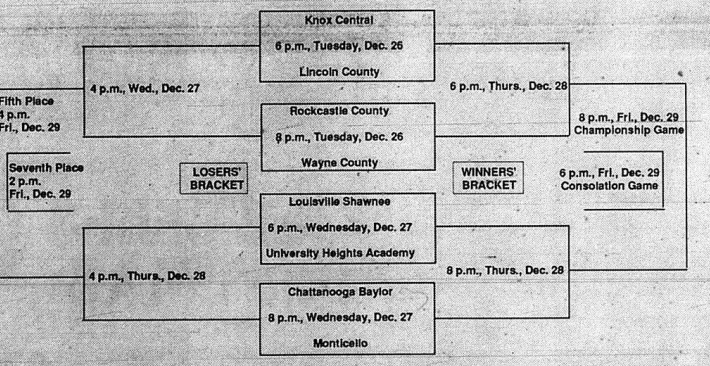 Knox Central
6 p.m., Tuesday, Dec. 26
Lincoln County
4 p.m., Wed., Dec. 27
6 p.m., Thurs., Dec. 28
Fifth Place
4 p.m.
Fri., Dec. 29
Rockcastle County
8 p.m., Tuesday, Dec. 26
Wayne County
8 p.m., Fri., Dec. 29
Championship Game
Seventh Place
2 p.m.
Fri., Dec. 29
LOSERS'
BRACKET
WINNERS'
BRACKET
6 p.m., Fri., Dec. 29
Consolation Game
Louisville Shawnee
6 p.m., Wednesday, Dec. 27
University Heights Academy
4 p.m., Thurs., Dec. 28
8 p.m., Thurs., Dec. 28
Chattanooga Baylor
8 p.m., Wednesday, Dec. 27
Monticello